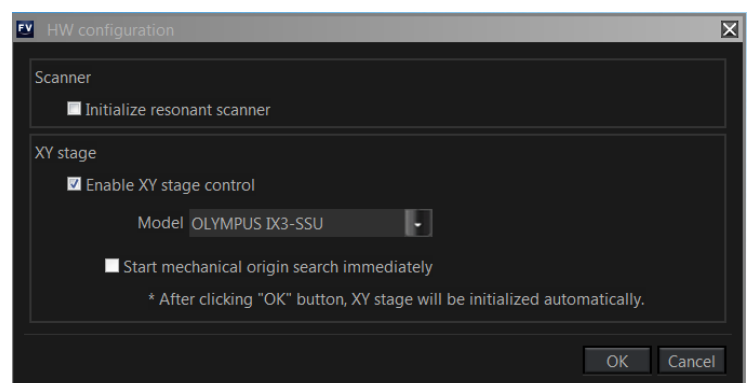 FV HW configuration
Scanner
Initialize resonant scanner
XY stage
Enable XY stage control
Model OLYMPUS IX3-SSU
Start mechanical origin search immediately
* After clicking "OK" button, XY stage will be initialized automatically.
OK Cancel